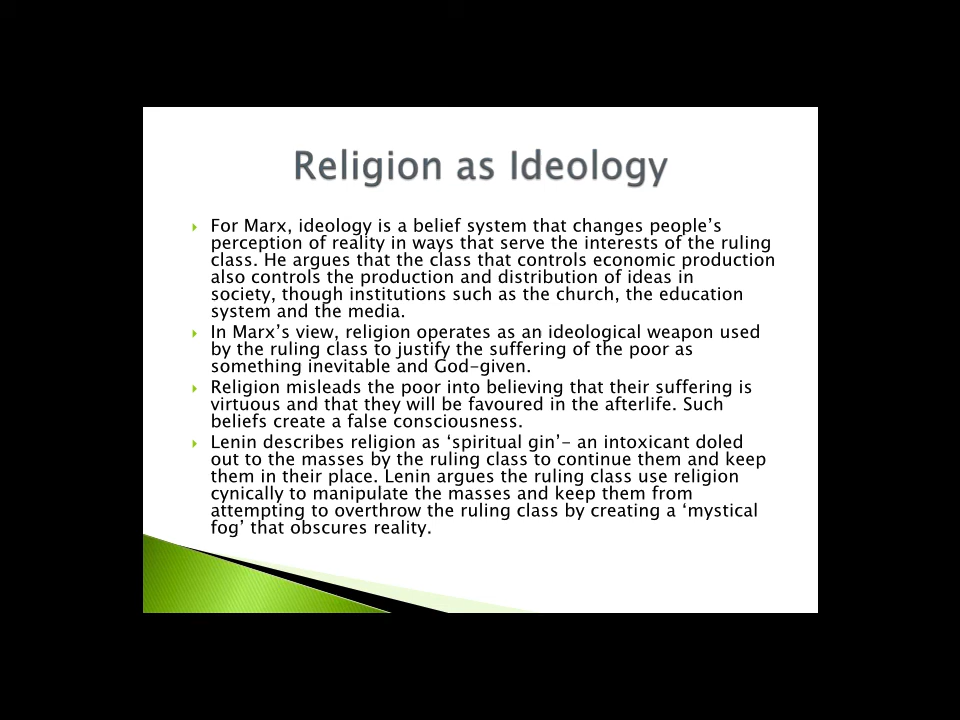 Religion as Ideology
For Marx, ideology is a belief system that changes people’s
perception of reality in ways that serve the interests of the ruling
class. He argues that the class that controls economic production
also controls the production and distribution of ideas in
society, though institutions such as the church, the education
system and the media.
In Marx’s view, religion operates as an ideological weapon used
by the ruling class to justify the suffering of the poor as
something inevitable and God-given.
Religion misleads the poor into believing that their suffering is
virtuous and that they will be favoured in the afterlife. Such
beliefs create a false consciousness.
Lenin describes religion as ‘spiritual gin’- an intoxicant doled
out to the masses by the ruling class to continue them and keep
them in their place. Lenin argues the ruling class use religion
cynically to manipulate the masses and keep them from
attempting to overthrow the ruling class by creating a ‘mystical
fog’ that obscures reality.